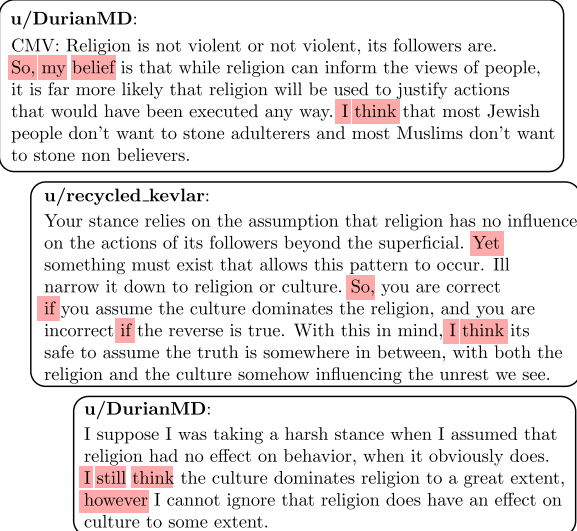 u/DurianMD:
CMV: Religion is not violent or not violent, its followers are.
So, my belief is that while religion can inform the views of people,
it is far more likely that religion will be used to justify actions
that would have been executed any way. I think that most Jewish
people don't want to stone adulterers and most Muslims don't want
to stone non believers.
u/recycled_kevlar:
Your stance relies on the assumption that religion has no influence
on the actions of its followers beyond the superficial. Yet
something must exist that allows this pattern to occur. Ill
narrow it down to religion or culture. So, you are correct
if you assume the culture dominates the religion, and you are
incorrect if the reverse is true. With this in mind, I think its
safe to assume the truth is somewhere in between, with both the
religion and the culture somehow influencing the unrest we see.
u/DurianMD:
I suppose I was taking a harsh stance when I assumed that
religion had no effect on behavior, when it obviously does.
I still think the culture dominates religion to a great extent,
however I cannot ignore that religion does have an effect on
culture to some extent.